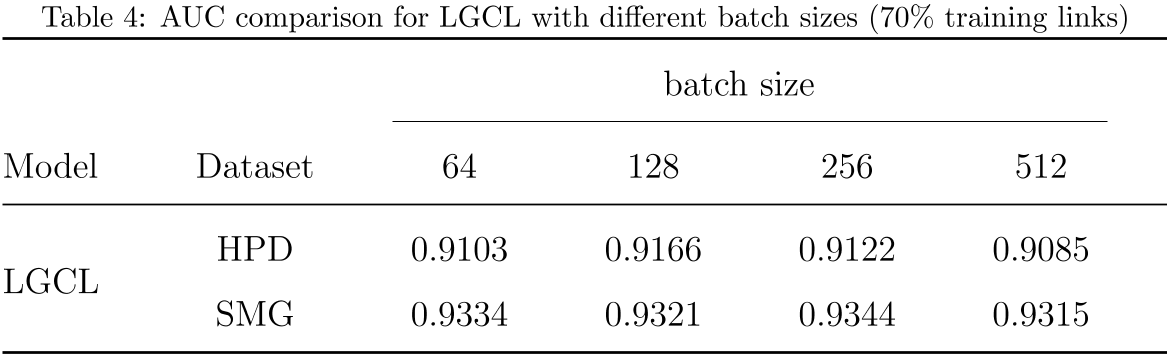 Table 4: AUC comparison for LGCL with different batch sizes (70% training links)
batch size
Model Dataset 64 128 256 512
HPD 0.9103 0.9166 0.9122 0.9085
LGCL
SMG 0.9334 0.9321 0.9344 0.9315